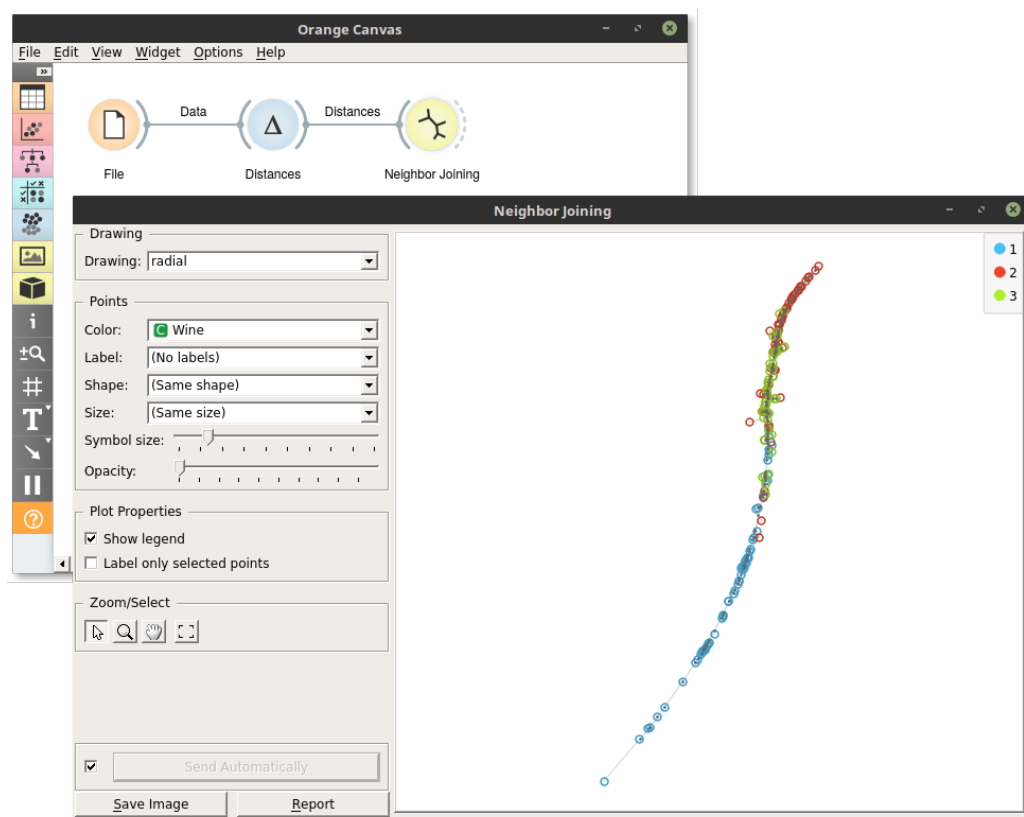 Orange Canvas
File Edit View Widget Options Help
Data
Distances
File
Distances
Neighbor Joining
Neighbor Joining
Drawing
Drawing: radial
Points
Color: C Wine
Label: (No labels)
Shape: (Same shape)
Size: (Same size)
Symbol size:
Opacity:
Plot Properties
Show legend
Label only selected points
Zoom/Select
Send Automatically
Save Image
Report
1
2
3